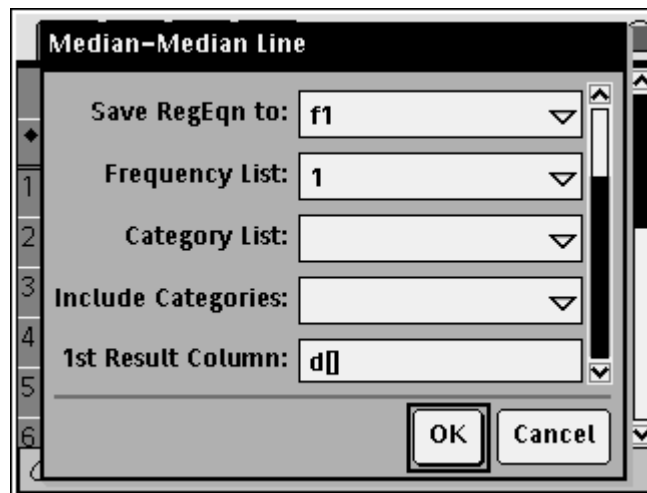 Median-Median Line
Save RegEqn to: f1
Frequency List: 1
Category List:
Include Categories:
1st Result Column: d[]
OK Cancel
1
2
3
4
5
6